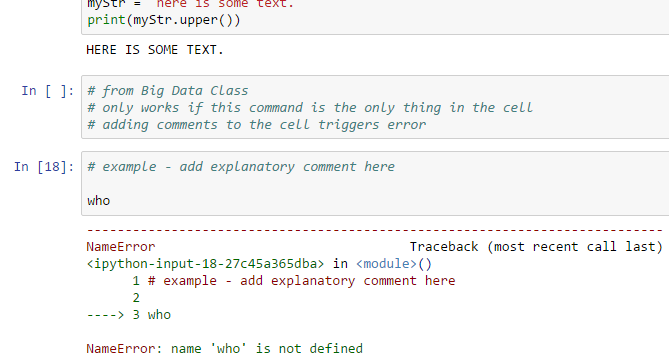 myStr = "here is some text."
print(myStr.upper())
HERE IS SOME TEXT.
In [ ]: # from Big Data Class
# only works if this command is the only thing in the cell
# adding comments to the cell triggers error
In [18]: # example - add explanatory comment here
who
---------------------------------------------------------------------------
NameError Traceback (most recent call last)
<ipython-input-18-27c45a365dba> in <module>()
1 # example - add explanatory comment here
2
----> 3 who
NameError: name 'who' is not defined